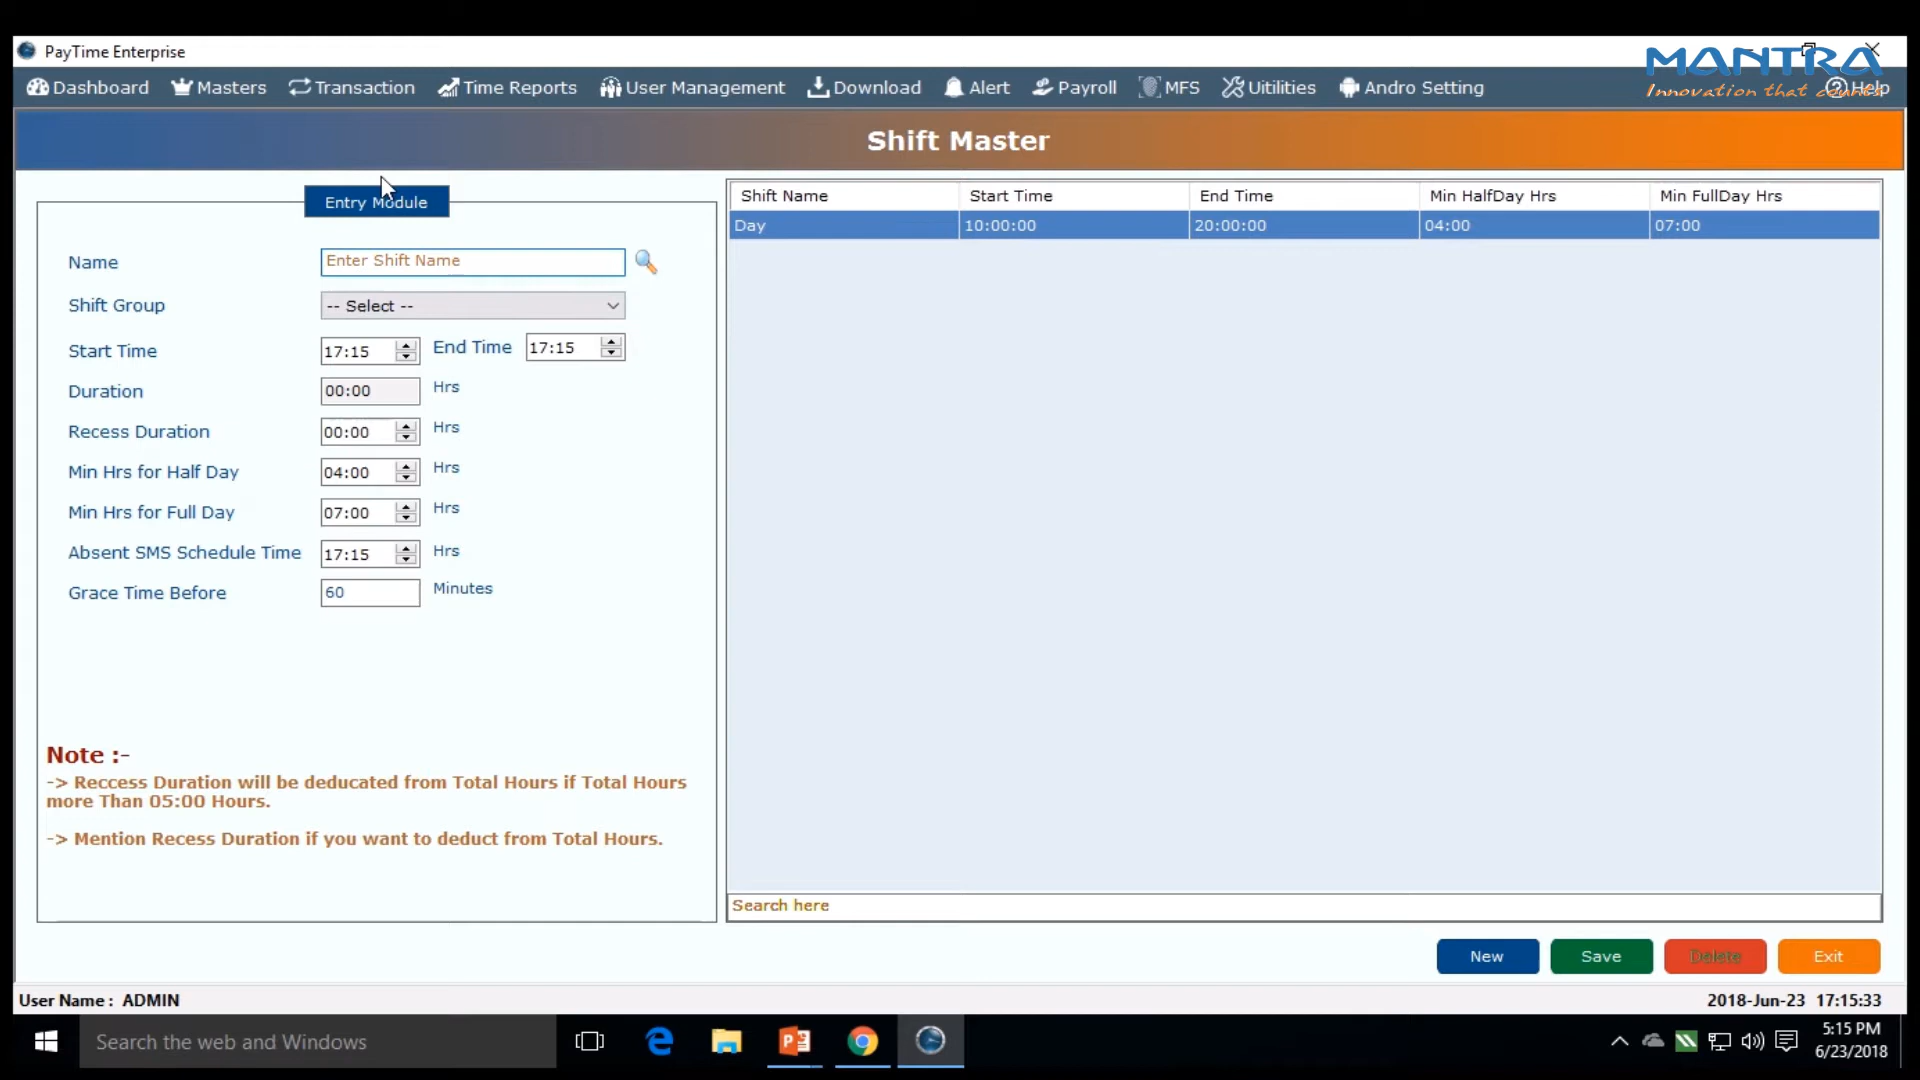 PayTime Enterprise
MANTRA
Innovation that counts
Dashboard Masters Transaction Time Reports User Management Download Alert Payroll MFS Utilities Andro Setting Help
Shift Master
Entry Module
Name Enter Shift Name
Shift Group -- Select --
Start Time 17:15 End Time 17:15
Duration 00:00 Hrs
Recess Duration 00:00 Hrs
Min Hrs for Half Day 04:00 Hrs
Min Hrs for Full Day 07:00 Hrs
Absent SMS Schedule Time 17:15 Hrs
Grace Time Before 60 Minutes
Note :-
-> Reccess Duration will be deducated from Total Hours if Total Hours
more Than 05:00 Hours.
-> Mention Recess Duration if you want to deduct from Total Hours.
Shift Name Start Time End Time Min HalfDay Hrs Min FullDay Hrs
Day 10:00:00 20:00:00 04:00 07:00
Search here
New Save Delete Exit
User Name : ADMIN 2018-Jun-23 17:15:33
Search the web and Windows
5:15 PM
6/23/2018